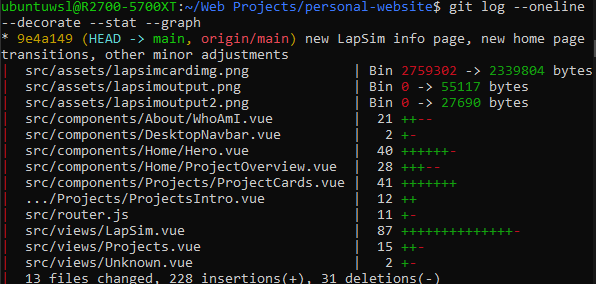 ubuntuwsl@R2700-5700XT:~/Web Projects/personal-website$ git log --oneline
--decorate --stat --graph
* 9e4a149 (HEAD -> main, origin/main) new LapSim info page, new home page
transitions, other minor adjustments
|  src/assets/lapsimcardimg.png | Bin 2759302 -> 2339804 bytes
|  src/assets/lapsimoutput.png | Bin 0 -> 55117 bytes
|  src/assets/lapsimoutput2.png | Bin 0 -> 27690 bytes
|  src/components/About/WhoAmI.vue | 21 ++--
|  src/components/DesktopNavbar.vue | 2 +-
|  src/components/Home/Hero.vue | 40 ++++++-
|  src/components/Home/ProjectOverview.vue | 28 +++--
|  src/components/Projects/ProjectCards.vue | 41 +++++++
|  .../Projects/ProjectsIntro.vue | 12 ++
|  src/router.js | 11 +-
|  src/views/LapSim.vue | 87 ++++++++++++++-
|  src/views/Projects.vue | 15 ++-
|  src/views/Unknown.vue | 2 +-
|  13 files changed, 228 insertions(+), 31 deletions(-)